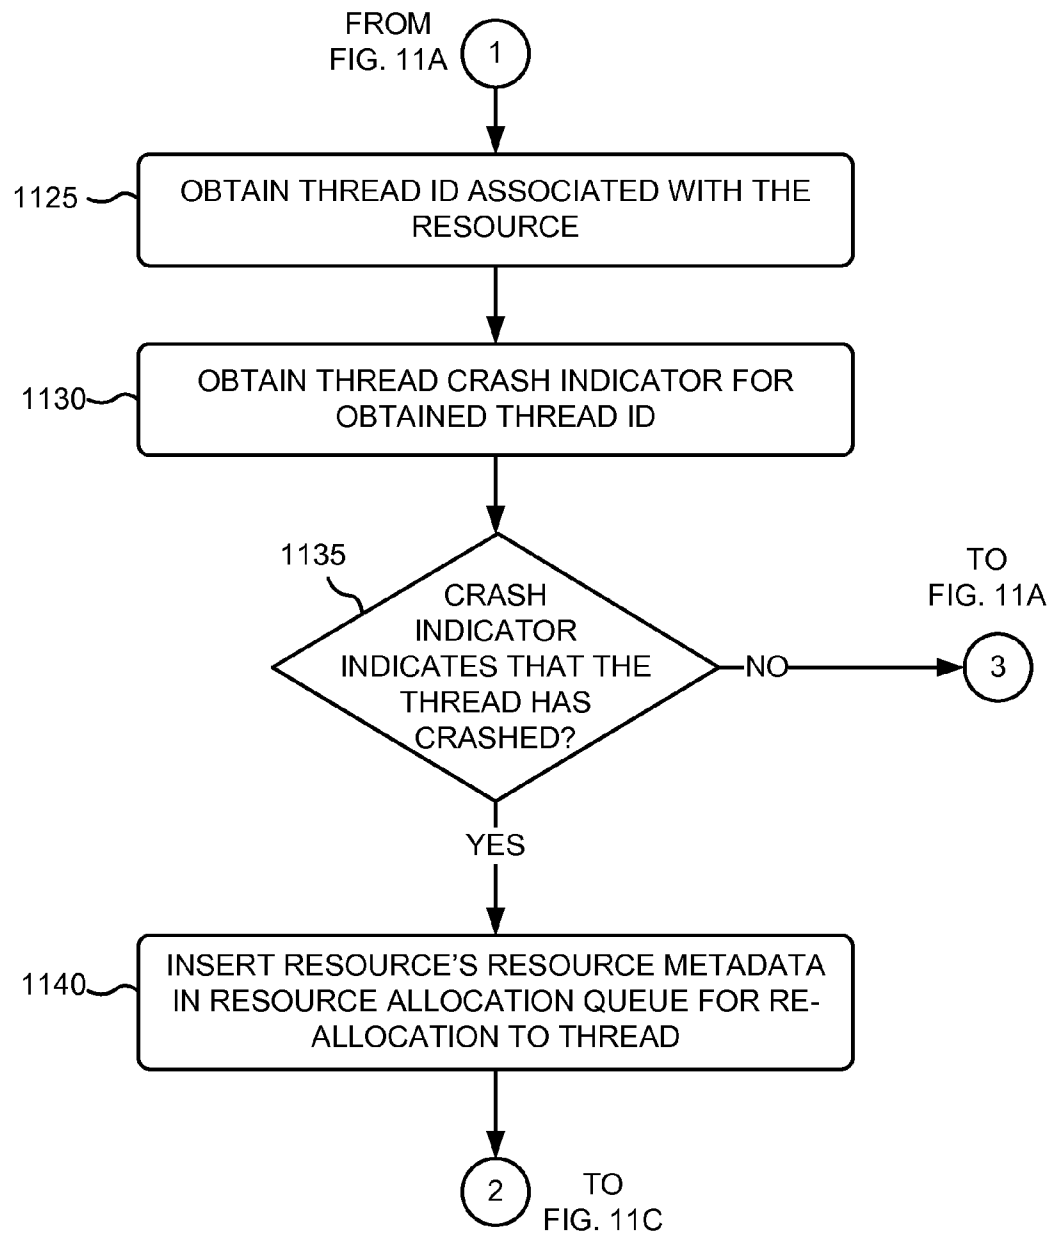 FROM
FIG. 11A
1
1125
OBTAIN THREAD ID ASSOCIATED WITH THE
RESOURCE
1130
OBTAIN THREAD CRASH INDICATOR FOR
OBTAINED THREAD ID
1135
CRASH
INDICATOR
INDICATES THAT THE
THREAD HAS
CRASHED?
NO
TO
FIG. 11A
3
YES
1140
INSERT RESOURCE'S RESOURCE METADATA
IN RESOURCE ALLOCATION QUEUE FOR RE-
ALLOCATION TO THREAD
2
TO
FIG. 11C